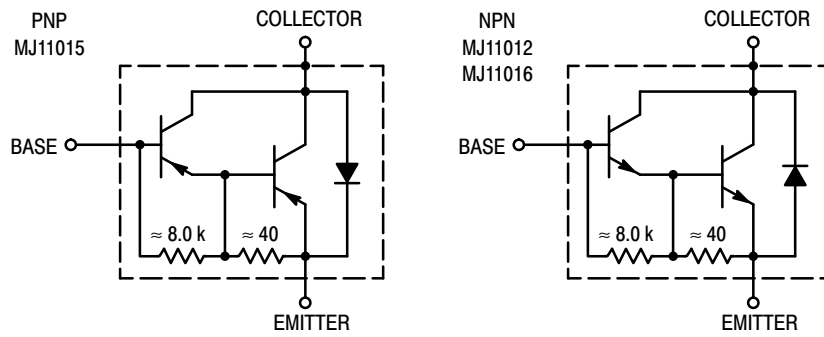 PNP
MJ11015
COLLECTOR
BASE
≈ 8.0 k
≈ 40
EMITTER
NPN
MJ11012
MJ11016
COLLECTOR
BASE
≈ 8.0 k
≈ 40
EMITTER